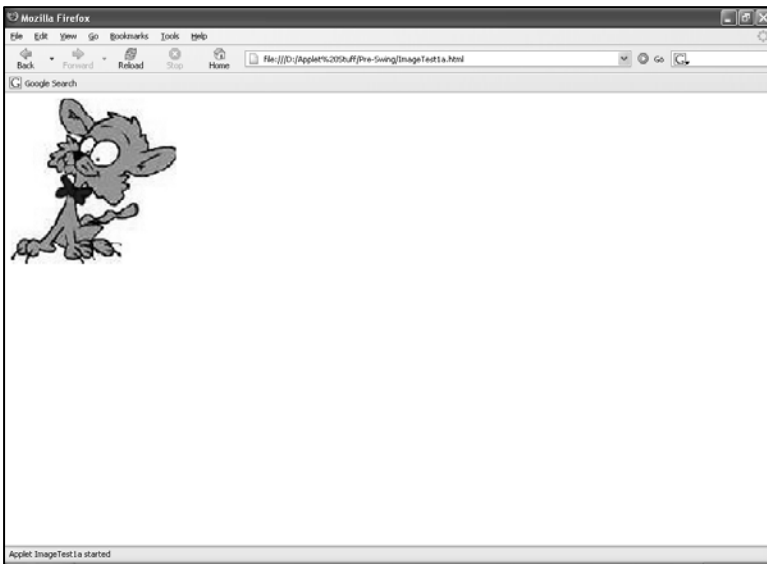 Mozilla Firefox
File Edit View Go Bookmarks Tools Help
Back Forward Reload Stop Home file:///D:/Applet%20Stuff/Pre-Swing/ImageTest1a.html Go G
G Google Search
Applet ImageTest1a started